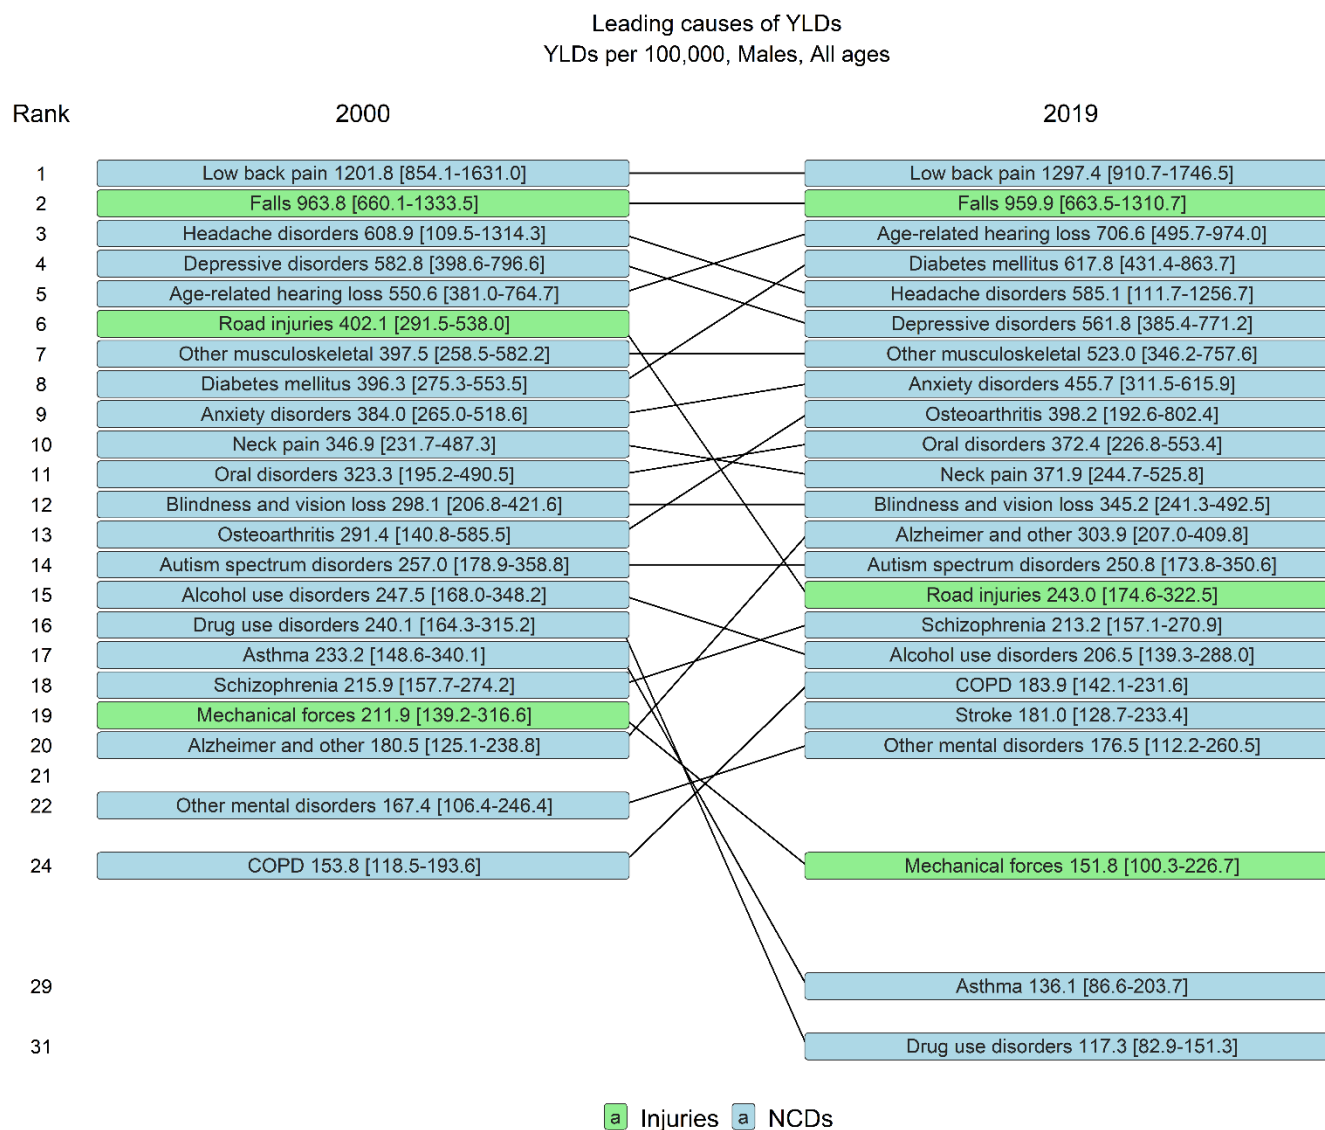 Leading causes of YLDs
YLDs per 100,000, Males, All ages
Rank 2000 2019
1 Low back pain 1201.8 [854.1-1631.0] Low back pain 1297.4 [910.7-1746.5]
2 Falls 963.8 [660.1-1333.5] Falls 959.9 [663.5-1310.7]
3 Headache disorders 608.9 [109.5-1314.3] Age-related hearing loss 706.6 [495.7-974.0]
4 Depressive disorders 582.8 [398.6-796.6] Diabetes mellitus 617.8 [431.4-863.7]
5 Age-related hearing loss 550.6 [381.0-764.7] Headache disorders 585.1 [111.7-1256.7]
6 Road injuries 402.1 [291.5-538.0] Depressive disorders 561.8 [385.4-771.2]
7 Other musculoskeletal 397.5 [258.5-582.2] Other musculoskeletal 523.0 [346.2-757.6]
8 Diabetes mellitus 396.3 [275.3-553.5] Anxiety disorders 455.7 [311.5-615.9]
9 Anxiety disorders 384.0 [265.0-518.6] Osteoarthritis 398.2 [192.6-802.4]
10 Neck pain 346.9 [231.7-487.3] Oral disorders 372.4 [226.8-553.4]
11 Oral disorders 323.3 [195.2-490.5] Neck pain 371.9 [244.7-525.8]
12 Blindness and vision loss 298.1 [206.8-421.6] Blindness and vision loss 345.2 [241.3-492.5]
13 Osteoarthritis 291.4 [140.8-585.5] Alzheimer and other 303.9 [207.0-409.8]
14 Autism spectrum disorders 257.0 [178.9-358.8] Autism spectrum disorders 250.8 [173.8-350.6]
15 Alcohol use disorders 247.5 [168.0-348.2] Road injuries 243.0 [174.6-322.5]
16 Drug use disorders 240.1 [164.3-315.2] Schizophrenia 213.2 [157.1-270.9]
17 Asthma 233.2 [148.6-340.1] Alcohol use disorders 206.5 [139.3-288.0]
18 Schizophrenia 215.9 [157.7-274.2] COPD 183.9 [142.1-231.6]
19 Mechanical forces 211.9 [139.2-316.6] Stroke 181.0 [128.7-233.4]
20 Alzheimer and other 180.5 [125.1-238.8] Other mental disorders 176.5 [112.2-260.5]
21
22 Other mental disorders 167.4 [106.4-246.4]
24 COPD 153.8 [118.5-193.6] Mechanical forces 151.8 [100.3-226.7]
29 Asthma 136.1 [86.6-203.7]
31 Drug use disorders 117.3 [82.9-151.3]
a Injuries a NCDs